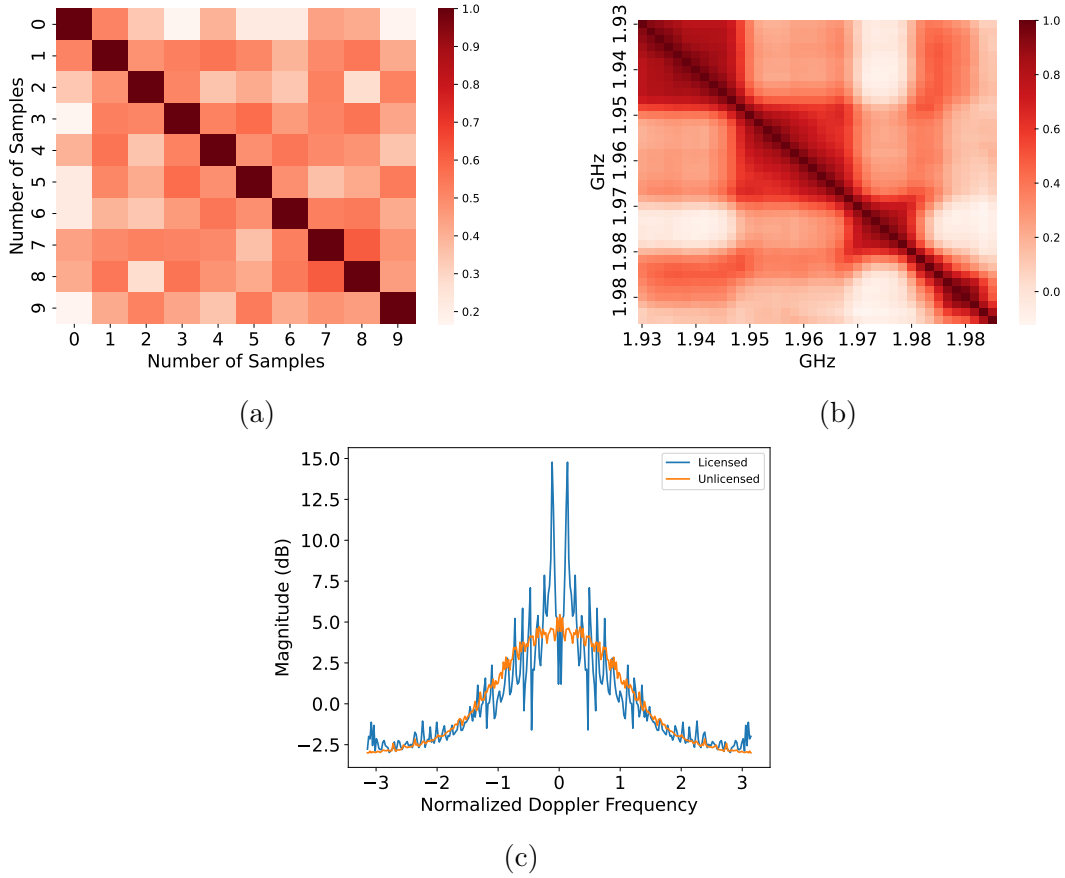 0
1
2
3
4
5
6
7
8
9
Number of Samples
0 1 2 3 4 5 6 7 8 9
Number of Samples
1.0
0.9
0.8
0.7
0.6
0.5
0.4
0.3
0.2
(a)
1.93
1.94
1.95
1.96
1.97
1.98
1.98
GHz
1.93 1.94 1.95 1.96 1.97 1.98 1.98
GHz
1.0
0.8
0.6
0.4
0.2
0.0
(b)
15.0
12.5
10.0
7.5
5.0
2.5
0.0
−2.5
Magnitude (dB)
Licensed
Unlicensed
−3 −2 −1 0 1 2 3
Normalized Doppler Frequency
(c)